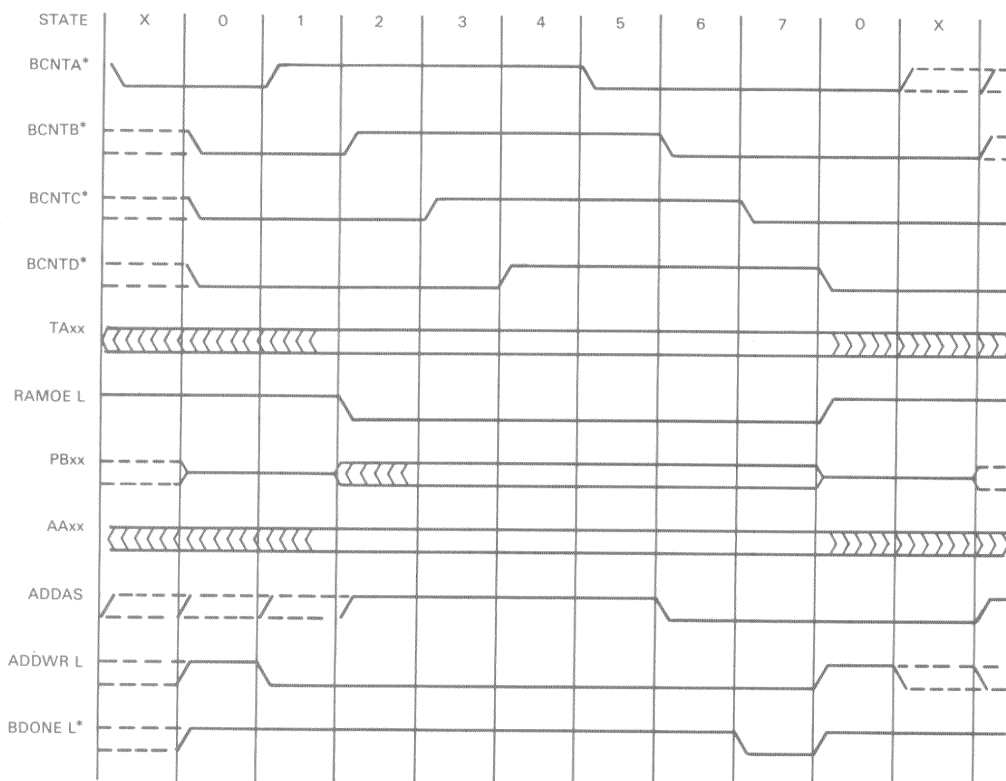 STATE X 0 1 2 3 4 5 6 7 0 X
BCNTA*
BCNTB*
BCNTC*
BCNTD*
TAxx
RAMOE L
PBxx
AAxx
ADDAS
ADDWR L
BDONE L*